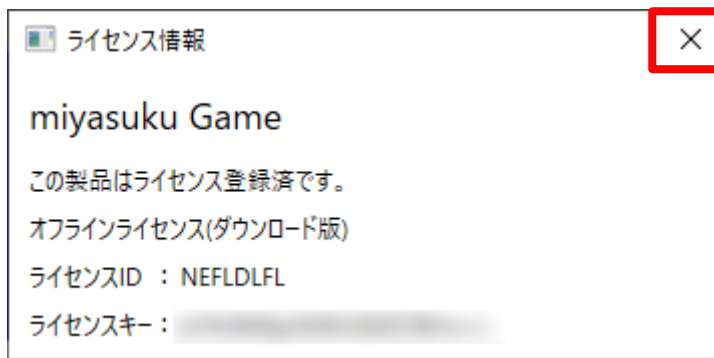 ライセンス情報
miyasuku Game
この製品はライセンス登録済です。
オフラインライセンス(ダウンロード版)
ライセンスID ： NEFLDLFL
ライセンスキー：